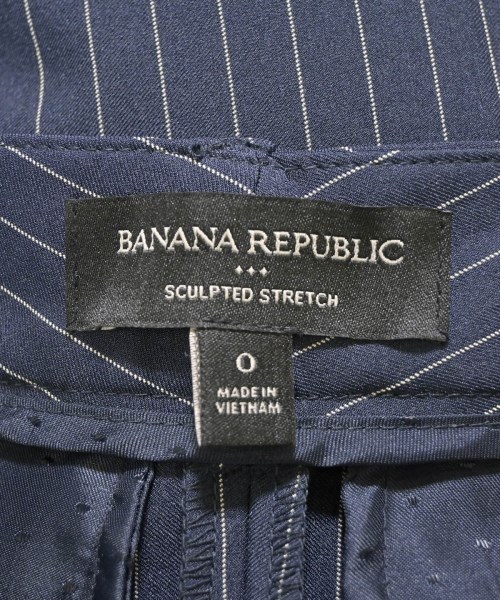 BANANA REPUBLIC
SCULPTED STRETCH
0
MADE IN
VIETNAM